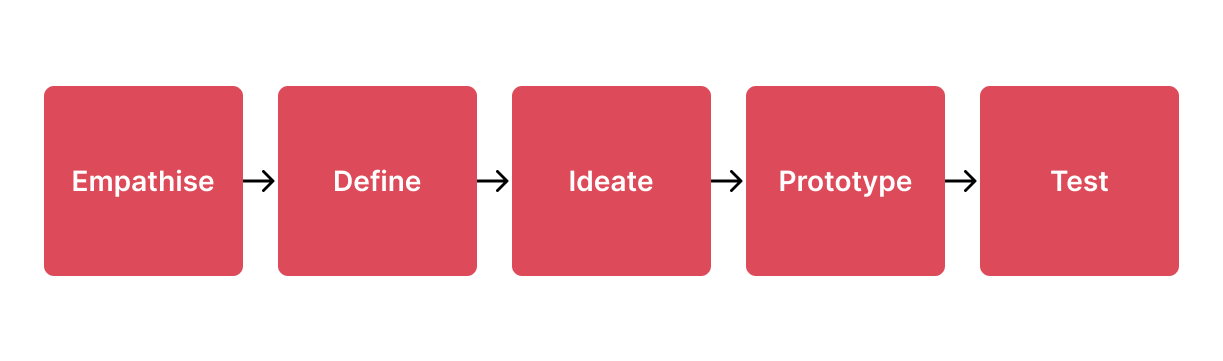 Empathise
Define
Ideate
Prototype
Test